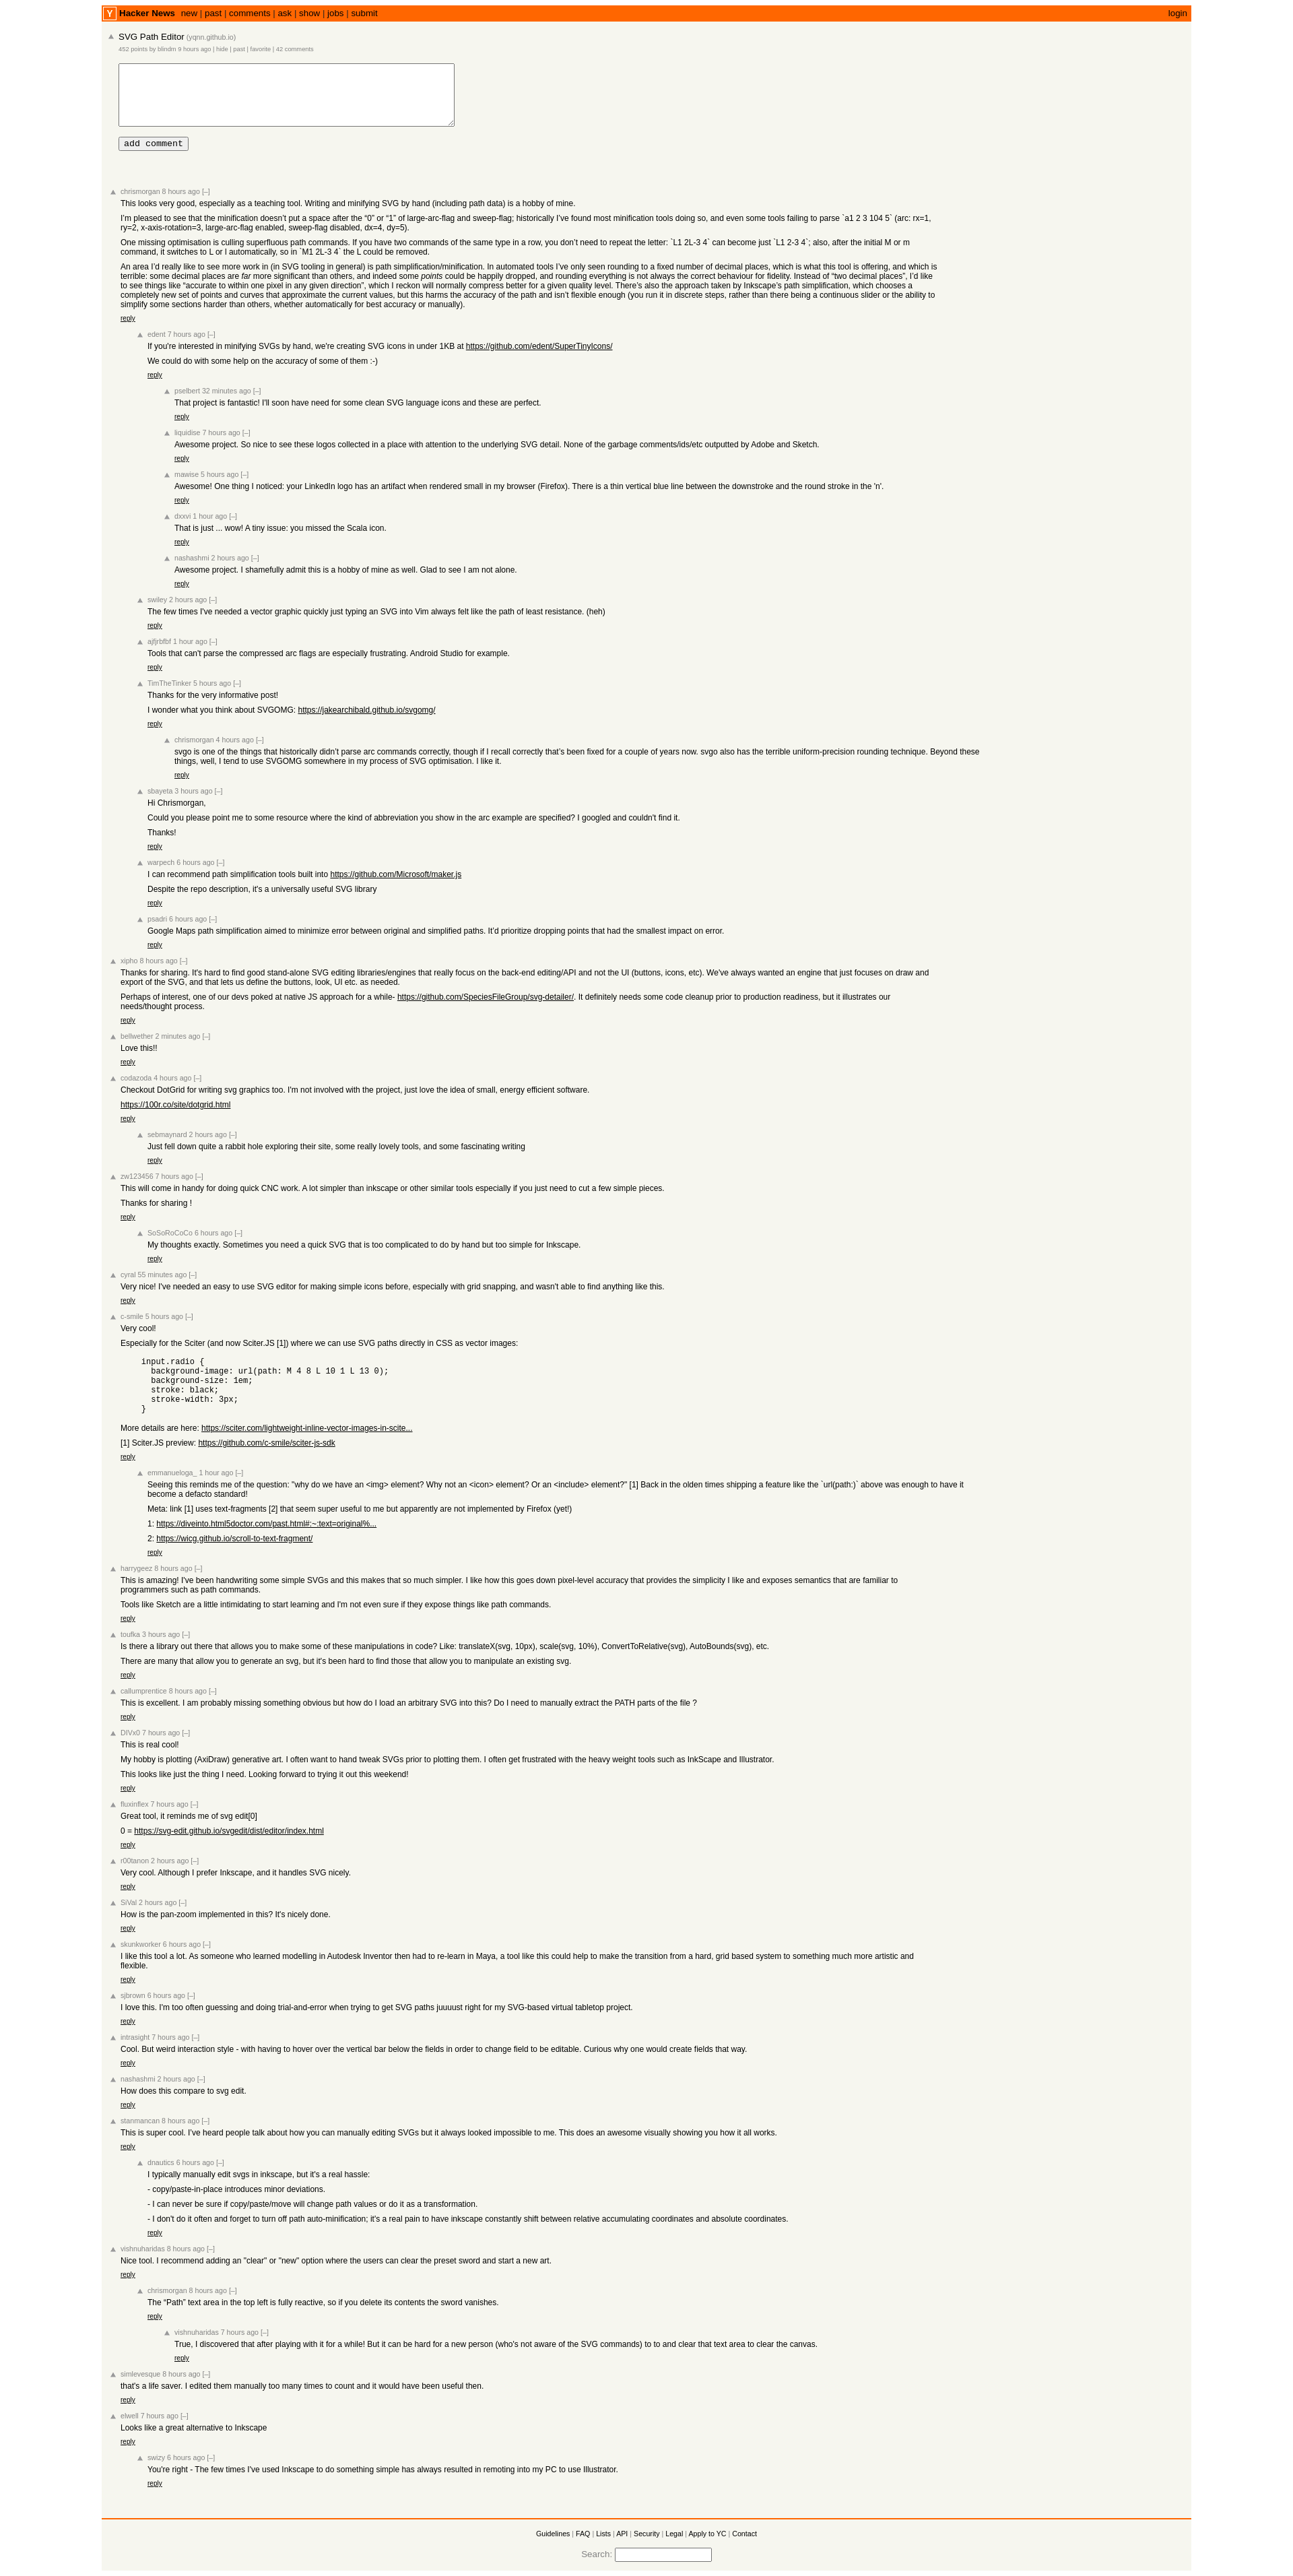 Y Hacker News new | past | comments | ask | show | jobs | submit login
SVG Path Editor (yqnn.github.io)
452 points by blindm 9 hours ago | hide | past | favorite | 42 comments
add comment
chrismorgan 8 hours ago [–]
This looks very good, especially as a teaching tool. Writing and minifying SVG by hand (including path data) is a hobby of mine.
I'm pleased to see that the minification doesn't put a space after the “0” or “1” of large-arc-flag and sweep-flag; historically I've found most minification tools doing so, and even some tools failing to parse `a1 2 3 104 5` (arc: rx=1,
ry=2, x-axis-rotation=3, large-arc-flag enabled, sweep-flag disabled, dx=4, dy=5).
One missing optimisation is culling superfluous path commands. If you have two commands of the same type in a row, you don't need to repeat the letter: `L1 2L-3 4` can become just `L1 2-3 4`; also, after the initial M or m
command, it switches to L or l automatically, so in `M1 2L-3 4` the L could be removed.
An area I'd really like to see more work in (in SVG tooling in general) is path simplification/minification. In automated tools I've only seen rounding to a fixed number of decimal places, which is what this tool is offering, and which is
terrible: some decimal places are far more significant than others, and indeed some points could be happily dropped, and rounding everything is not always the correct behaviour for fidelity. Instead of “two decimal places”, I'd like
to see things like “accurate to within one pixel in any given direction”, which I reckon will normally compress better for a given quality level. There's also the approach taken by Inkscape's path simplification, which chooses a
completely new set of points and curves that approximate the current values, but this harms the accuracy of the path and isn't flexible enough (you run it in discrete steps, rather than there being a continuous slider or the ability to
simplify some sections harder than others, whether automatically for best accuracy or manually).
reply
edent 7 hours ago [–]
If you're interested in minifying SVGs by hand, we're creating SVG icons in under 1KB at https://github.com/edent/SuperTinyIcons/
We could do with some help on the accuracy of some of them :-)
reply
pselbert 32 minutes ago [–]
That project is fantastic! I'll soon have need for some clean SVG language icons and these are perfect.
reply
liquidise 7 hours ago [–]
Awesome project. So nice to see these logos collected in a place with attention to the underlying SVG detail. None of the garbage comments/ids/etc outputted by Adobe and Sketch.
reply
mawise 5 hours ago [–]
Awesome! One thing I noticed: your LinkedIn logo has an artifact when rendered small in my browser (Firefox). There is a thin vertical blue line between the downstroke and the round stroke in the 'n'.
reply
dxxvi 1 hour ago [–]
That is just ... wow! A tiny issue: you missed the Scala icon.
reply
nashashmi 2 hours ago [–]
Awesome project. I shamefully admit this is a hobby of mine as well. Glad to see I am not alone.
reply
swiley 2 hours ago [–]
The few times I've needed a vector graphic quickly just typing an SVG into Vim always felt like the path of least resistance. (heh)
reply
ajfjrbfbf 1 hour ago [–]
Tools that can't parse the compressed arc flags are especially frustrating. Android Studio for example.
reply
TimTheTinker 5 hours ago [–]
Thanks for the very informative post!
I wonder what you think about SVGOMG: https://jakearchibald.github.io/svgomg/
reply
chrismorgan 4 hours ago [–]
svgo is one of the things that historically didn't parse arc commands correctly, though if I recall correctly that's been fixed for a couple of years now. svgo also has the terrible uniform-precision rounding technique. Beyond these
things, well, I tend to use SVGOMG somewhere in my process of SVG optimisation. I like it.
reply
sbayeta 3 hours ago [–]
Hi Chrismorgan,
Could you please point me to some resource where the kind of abbreviation you show in the arc example are specified? I googled and couldn't find it.
Thanks!
reply
warpech 6 hours ago [–]
I can recommend path simplification tools built into https://github.com/Microsoft/maker.js
Despite the repo description, it's a universally useful SVG library
reply
psadri 6 hours ago [–]
Google Maps path simplification aimed to minimize error between original and simplified paths. It'd prioritize dropping points that had the smallest impact on error.
reply
xipho 8 hours ago [–]
Thanks for sharing. It's hard to find good stand-alone SVG editing libraries/engines that really focus on the back-end editing/API and not the UI (buttons, icons, etc). We've always wanted an engine that just focuses on draw and
export of the SVG, and that lets us define the buttons, look, UI etc. as needed.
Perhaps of interest, one of our devs poked at native JS approach for a while- https://github.com/SpeciesFileGroup/svg-detailer/. It definitely needs some code cleanup prior to production readiness, but it illustrates our
needs/thought process.
reply
bellwether 2 minutes ago [–]
Love this!!
reply
codazoda 4 hours ago [–]
Checkout DotGrid for writing svg graphics too. I'm not involved with the project, just love the idea of small, energy efficient software.
https://100r.co/site/dotgrid.html
reply
sebmaynard 2 hours ago [–]
Just fell down quite a rabbit hole exploring their site, some really lovely tools, and some fascinating writing
reply
zw123456 7 hours ago [–]
This will come in handy for doing quick CNC work. A lot simpler than inkscape or other similar tools especially if you just need to cut a few simple pieces.
Thanks for sharing !
reply
SoSoRoCoCo 6 hours ago [–]
My thoughts exactly. Sometimes you need a quick SVG that is too complicated to do by hand but too simple for Inkscape.
reply
cyral 55 minutes ago [–]
Very nice! I've needed an easy to use SVG editor for making simple icons before, especially with grid snapping, and wasn't able to find anything like this.
reply
c-smile 5 hours ago [–]
Very cool!
Especially for the Sciter (and now Sciter.JS [1]) where we can use SVG paths directly in CSS as vector images:
input.radio {
background-image: url(path: M 4 8 L 10 1 L 13 0);
background-size: 1em;
stroke: black;
stroke-width: 3px;
}
More details are here: https://sciter.com/lightweight-inline-vector-images-in-scite...
[1] Sciter.JS preview: https://github.com/c-smile/sciter-js-sdk
reply
emmanueloga_ 1 hour ago [–]
Seeing this reminds me of the question: "why do we have an <img> element? Why not an <icon> element? Or an <include> element?" [1] Back in the olden times shipping a feature like the `url(path:)` above was enough to have it
become a defacto standard!
Meta: link [1] uses text-fragments [2] that seem super useful to me but apparently are not implemented by Firefox (yet!)
1: https://diveinto.html5doctor.com/past.html#:~:text=original%...
2: https://wicg.github.io/scroll-to-text-fragment/
reply
harrygeez 8 hours ago [–]
This is amazing! I've been handwriting some simple SVGs and this makes that so much simpler. I like how this goes down pixel-level accuracy that provides the simplicity I like and exposes semantics that are familiar to
programmers such as path commands.
Tools like Sketch are a little intimidating to start learning and I'm not even sure if they expose things like path commands.
reply
toufka 3 hours ago [–]
Is there a library out there that allows you to make some of these manipulations in code? Like: translateX(svg, 10px), scale(svg, 10%), ConvertToRelative(svg), AutoBounds(svg), etc.
There are many that allow you to generate an svg, but it's been hard to find those that allow you to manipulate an existing svg.
reply
callumprentice 8 hours ago [–]
This is excellent. I am probably missing something obvious but how do I load an arbitrary SVG into this? Do I need to manually extract the PATH parts of the file ?
reply
DIVx0 7 hours ago [–]
This is real cool!
My hobby is plotting (AxiDraw) generative art. I often want to hand tweak SVGs prior to plotting them. I often get frustrated with the heavy weight tools such as InkScape and Illustrator.
This looks like just the thing I need. Looking forward to trying it out this weekend!
reply
fluxinflex 7 hours ago [–]
Great tool, it reminds me of svg edit[0]
0 = https://svg-edit.github.io/svgedit/dist/editor/index.html
reply
r00tanon 2 hours ago [–]
Very cool. Although I prefer Inkscape, and it handles SVG nicely.
reply
SiVal 2 hours ago [–]
How is the pan-zoom implemented in this? It's nicely done.
reply
skunkworker 6 hours ago [–]
I like this tool a lot. As someone who learned modelling in Autodesk Inventor then had to re-learn in Maya, a tool like this could help to make the transition from a hard, grid based system to something much more artistic and
flexible.
reply
sjbrown 6 hours ago [–]
I love this. I'm too often guessing and doing trial-and-error when trying to get SVG paths juuuust right for my SVG-based virtual tabletop project.
reply
intrasight 7 hours ago [–]
Cool. But weird interaction style - with having to hover over the vertical bar below the fields in order to change field to be editable. Curious why one would create fields that way.
reply
nashashmi 2 hours ago [–]
How does this compare to svg edit.
reply
stanmancan 8 hours ago [–]
This is super cool. I've heard people talk about how you can manually editing SVGs but it always looked impossible to me. This does an awesome visually showing you how it all works.
reply
dnautics 6 hours ago [–]
I typically manually edit svgs in inkscape, but it's a real hassle:
- copy/paste-in-place introduces minor deviations.
- I can never be sure if copy/paste/move will change path values or do it as a transformation.
- I don't do it often and forget to turn off path auto-minification; it's a real pain to have inkscape constantly shift between relative accumulating coordinates and absolute coordinates.
reply
vishnuharidas 8 hours ago [–]
Nice tool. I recommend adding an "clear" or "new" option where the users can clear the preset sword and start a new art.
reply
chrismorgan 8 hours ago [–]
The “Path” text area in the top left is fully reactive, so if you delete its contents the sword vanishes.
reply
vishnuharidas 7 hours ago [–]
True, I discovered that after playing with it for a while! But it can be hard for a new person (who's not aware of the SVG commands) to to and clear that text area to clear the canvas.
reply
simlevesque 8 hours ago [–]
that's a life saver. I edited them manually too many times to count and it would have been useful then.
reply
elwell 7 hours ago [–]
Looks like a great alternative to Inkscape
reply
swizy 6 hours ago [–]
You're right - The few times I've used Inkscape to do something simple has always resulted in remoting into my PC to use Illustrator.
reply
Guidelines | FAQ | Lists | API | Security | Legal | Apply to YC | Contact
Search: